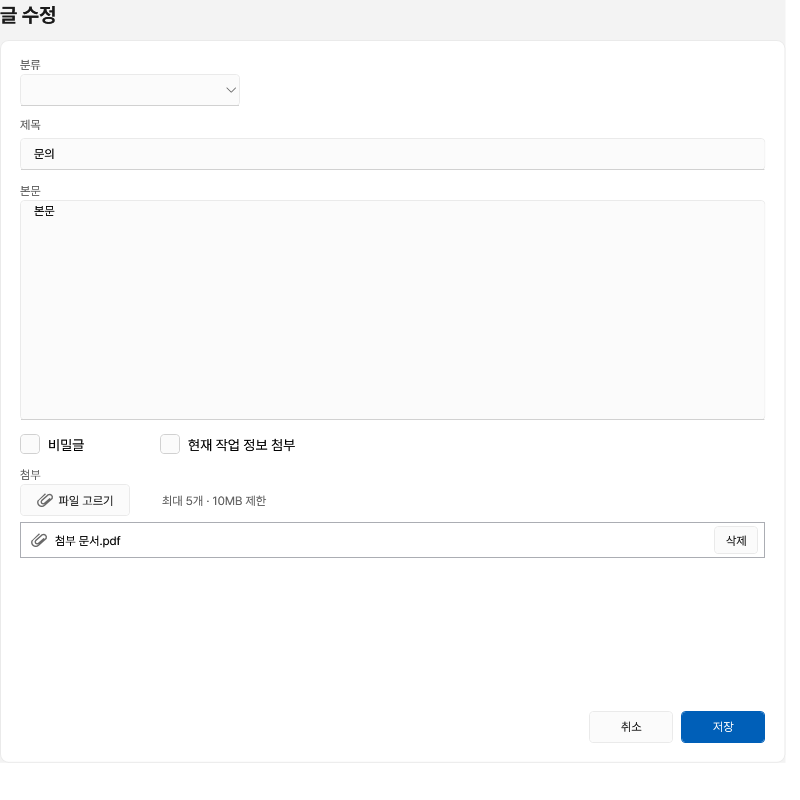 글 수정
분류
제목
문의
본문
본문
비밀글 현재 작업 정보 첨부
첨부
파일 고르기 최대 5개 · 10MB 제한
첨부 문서.pdf 삭제
취소 저장